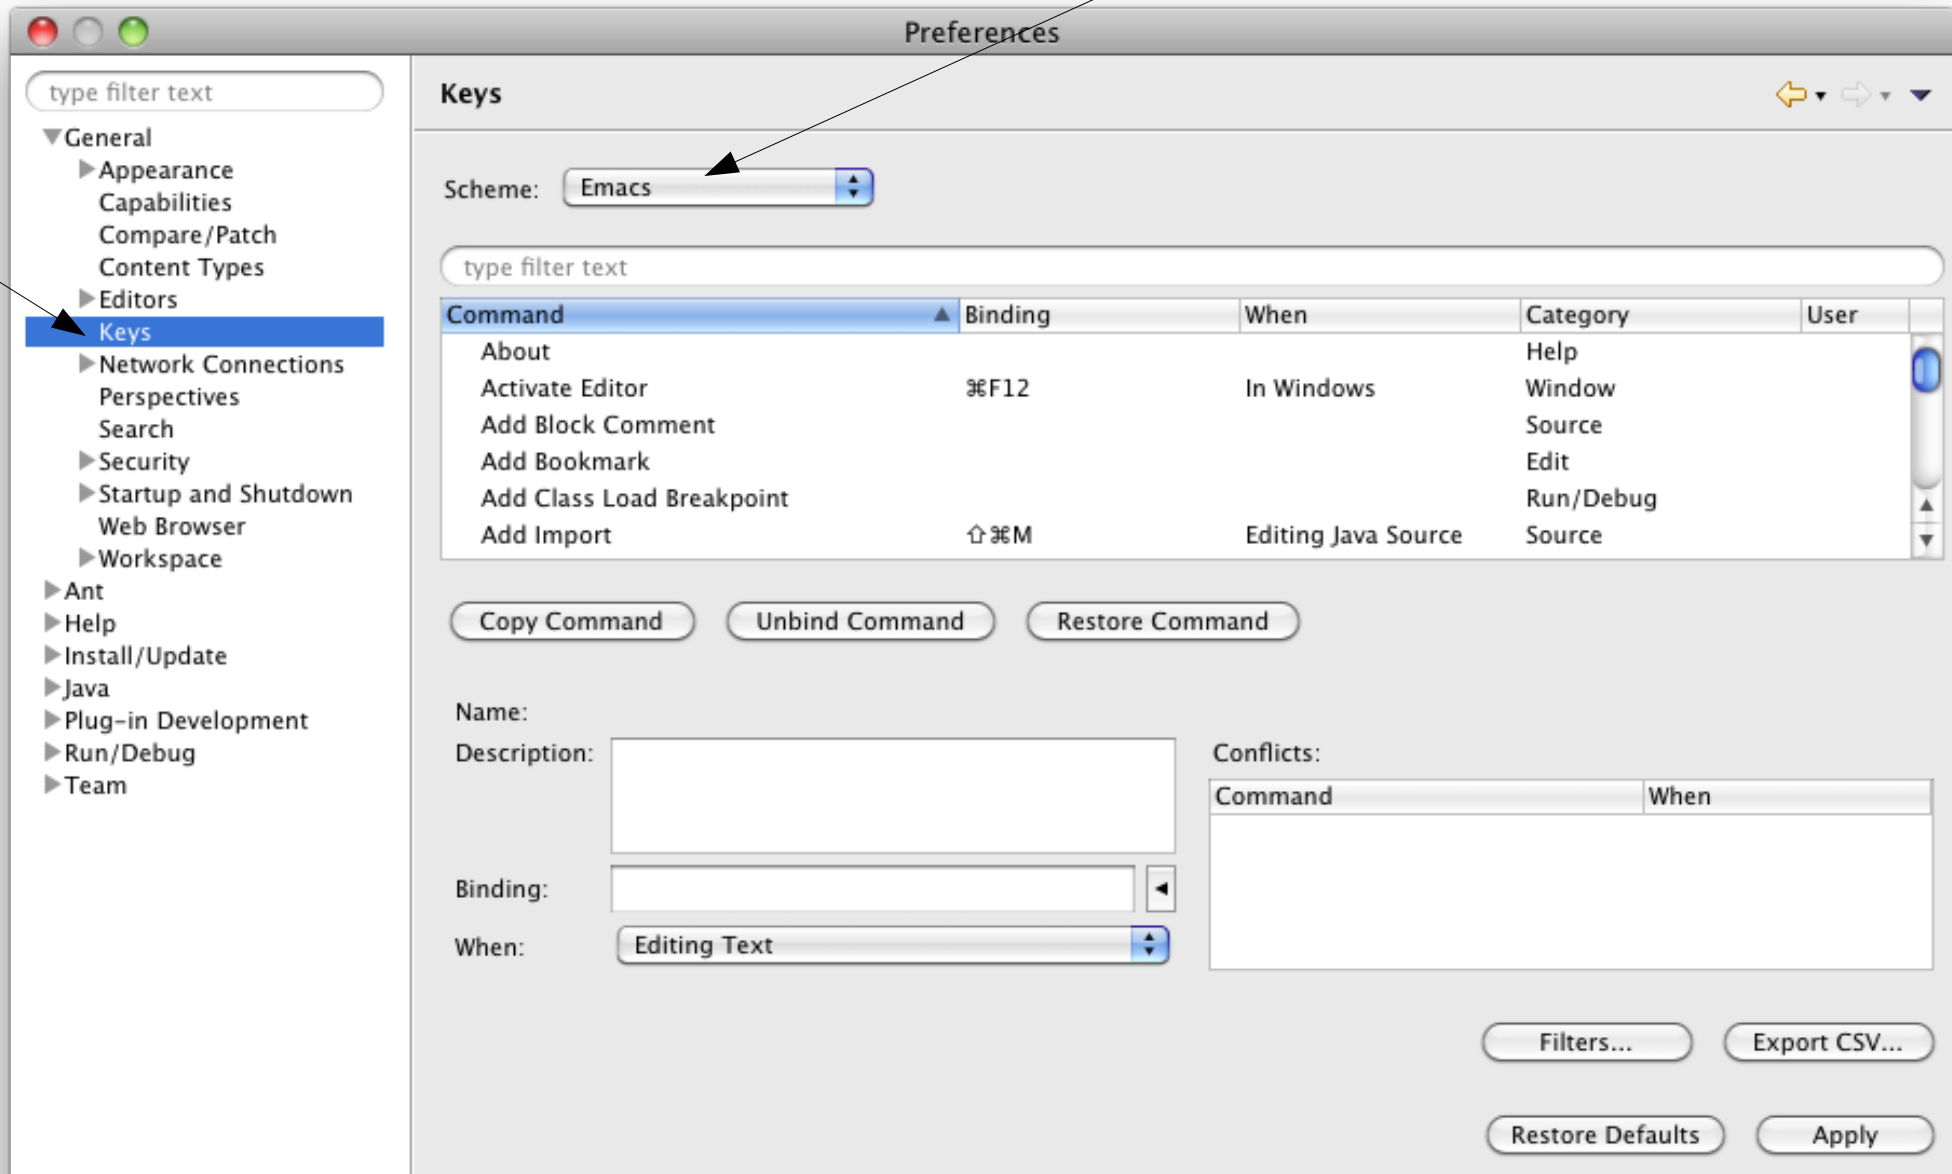 Preferences
type filter text
General
Appearance
Capabilities
Compare/Patch
Content Types
Editors
Keys
Network Connections
Perspectives
Search
Security
Startup and Shutdown
Web Browser
Workspace
Ant
Help
Install/Update
Java
Plug-in Development
Run/Debug
Team
Keys
Scheme: Emacs
type filter text
Command Binding When Category User
About Help
Activate Editor ⌘F12 In Windows Window
Add Block Comment Source
Add Bookmark Edit
Add Class Load Breakpoint Run/Debug
Add Import ⇧⌘M Editing Java Source Source
Copy Command Unbind Command Restore Command
Name:
Description:
Binding:
When: Editing Text
Conflicts:
Command When
Filters... Export CSV...
Restore Defaults Apply